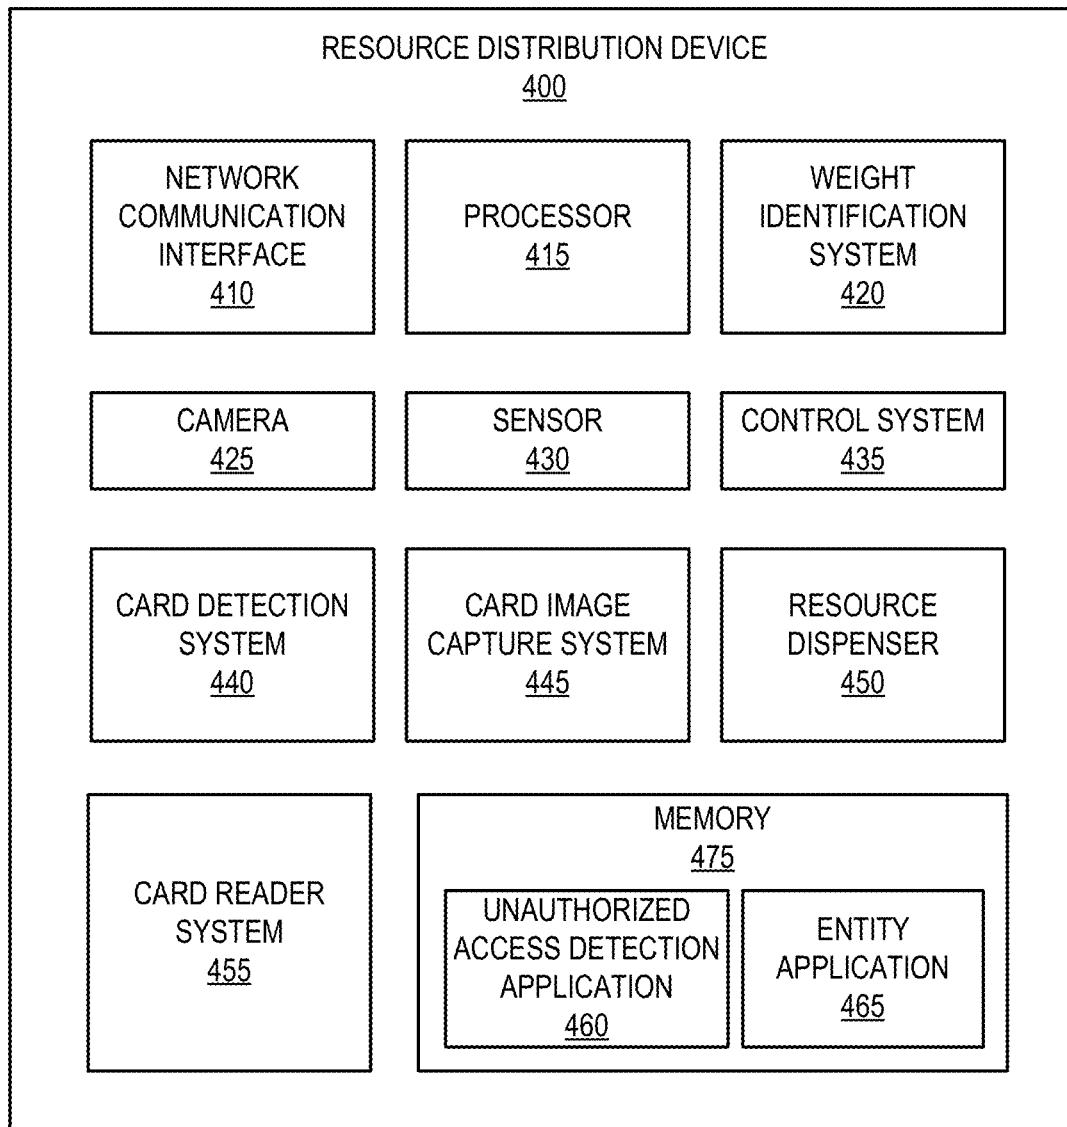 RESOURCE DISTRIBUTION DEVICE
400
NETWORK
COMMUNICATION
INTERFACE
410
PROCESSOR
415
WEIGHT
IDENTIFICATION
SYSTEM
420
CAMERA
425
SENSOR
430
CONTROL SYSTEM
435
CARD DETECTION
SYSTEM
440
CARD IMAGE
CAPTURE SYSTEM
445
RESOURCE
DISPENSER
450
CARD READER
SYSTEM
455
MEMORY
475
UNAUTHORIZED
ACCESS DETECTION
APPLICATION
460
ENTITY
APPLICATION
465